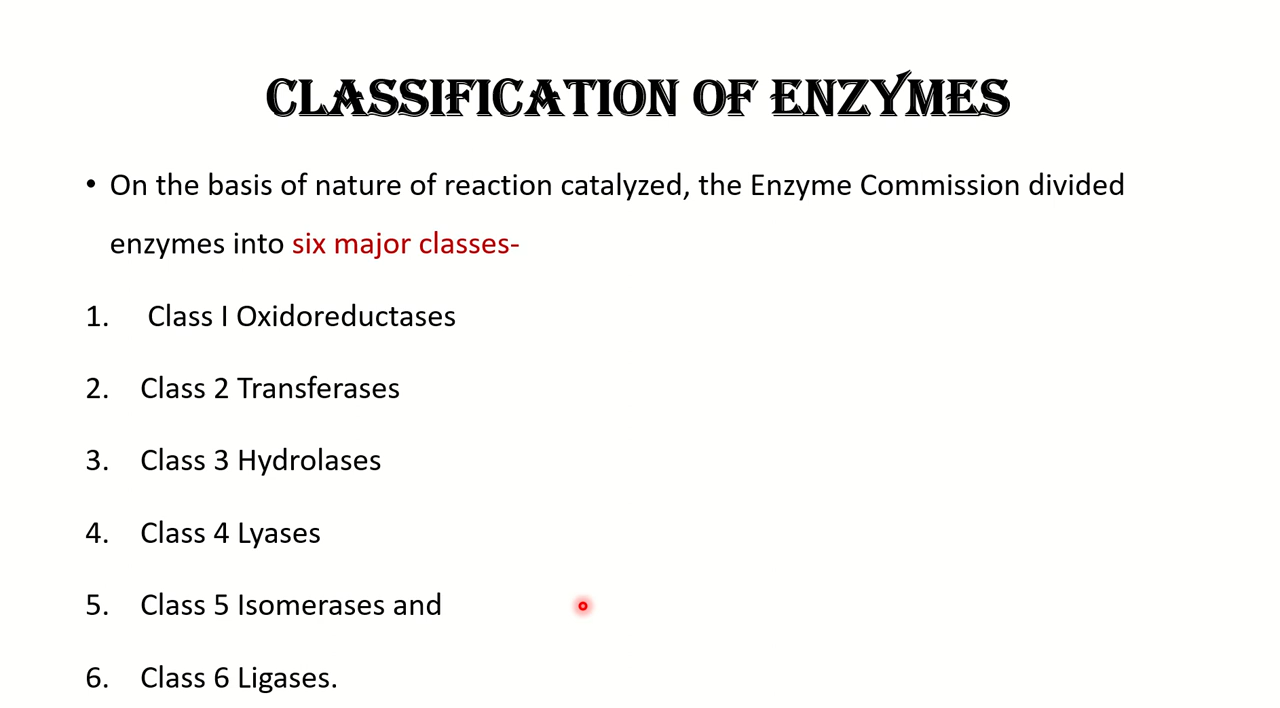 CLASSIFICATION OF ENZYMES
• On the basis of nature of reaction catalyzed, the Enzyme Commission divided
enzymes into six major classes-
1. Class I Oxidoreductases
2. Class 2 Transferases
3. Class 3 Hydrolases
4. Class 4 Lyases
5. Class 5 Isomerases and
6. Class 6 Ligases.